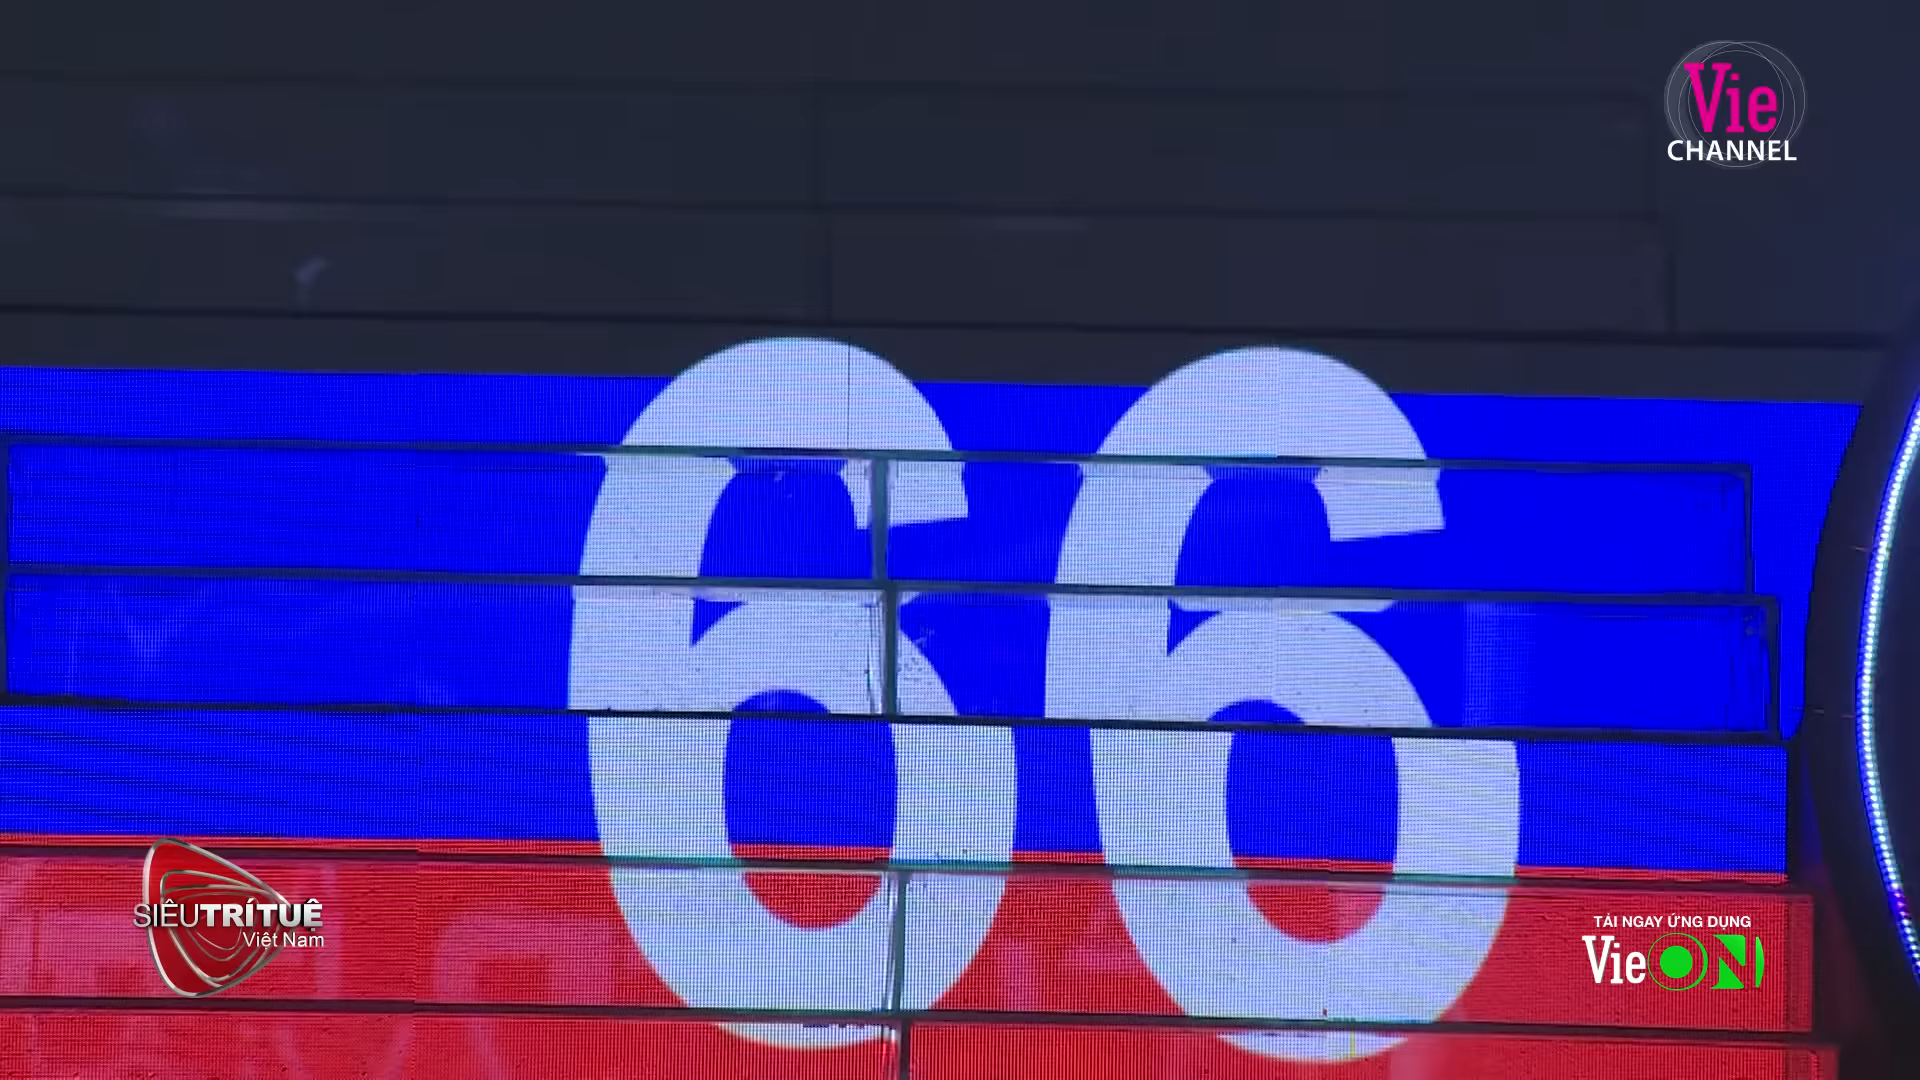 Vie
CHANNEL
66
SIÊUTRÍTUỆ
Việt Nam
TẢI NGAY ỨNG DỤNG
VieON